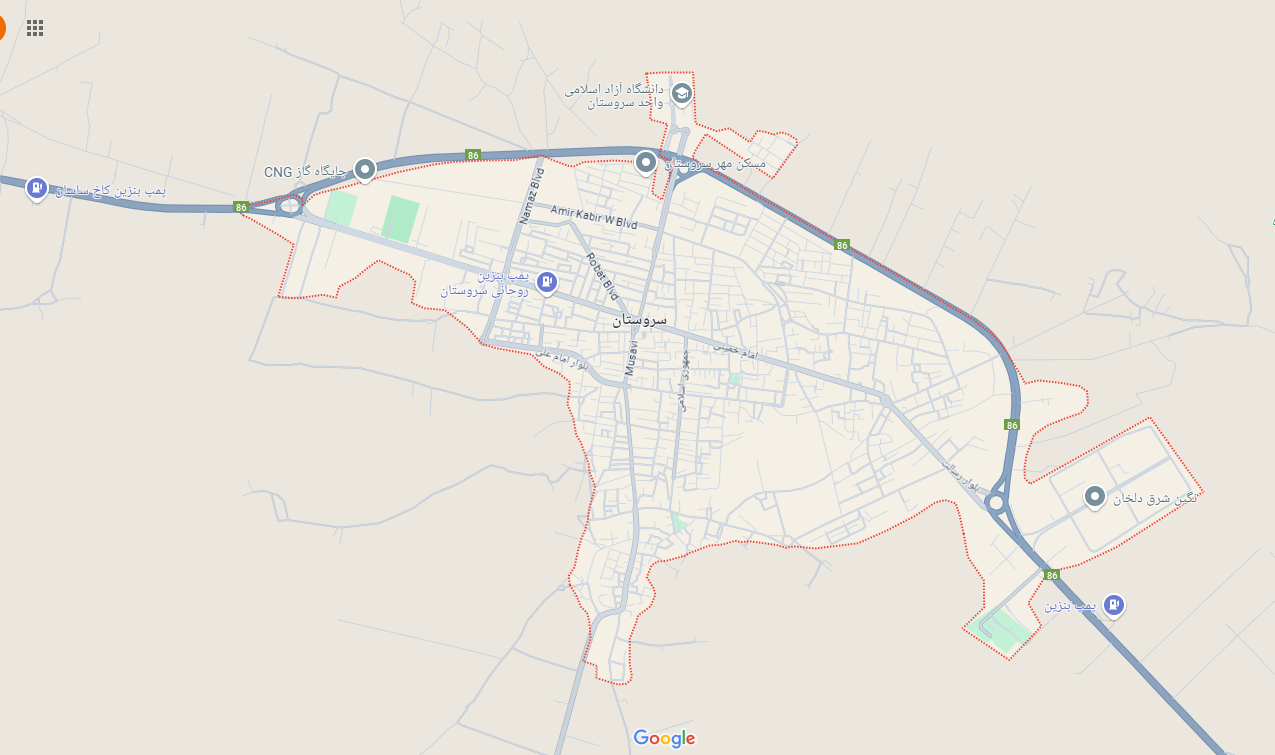 دانشگاه آزاد اسلامی
واحد سروستان
86
مسکن مهر سروستان
جایگاه گاز CNG
پمپ بنزین کاخ ساسان
86
Namaz Blvd
Amir Kabir W Blvd
86
Robat Blvd
پمپ بنزین
روحانی سروستان
سروستان
Musavi
امام خمینی
بلوار امام علی
جمهوری اسلامی
86
بلوار رسالت
نگین شرق دلخان
86
پمپ بنزین
Google